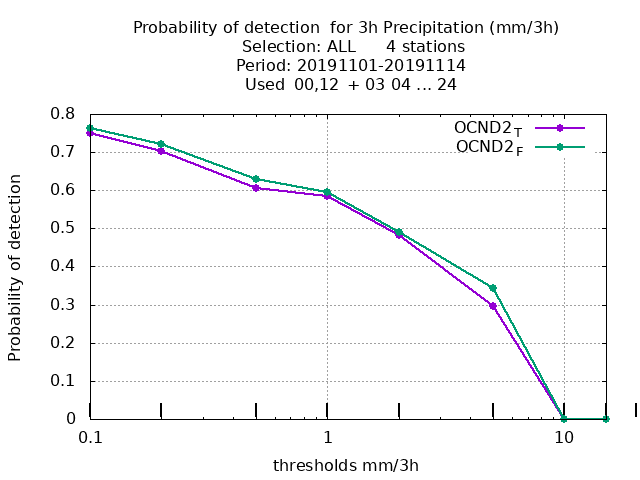 Probability of detection  for 3h Precipitation (mm/3h)
Selection: ALL      4 stations
Period: 20191101-20191114
Used  00,12  + 03 04 ... 24
OCND2T
OCND2F
Probability of detection
0.8
0.7
0.6
0.5
0.4
0.3
0.2
0.1
0
0.1 1 10
thresholds mm/3h